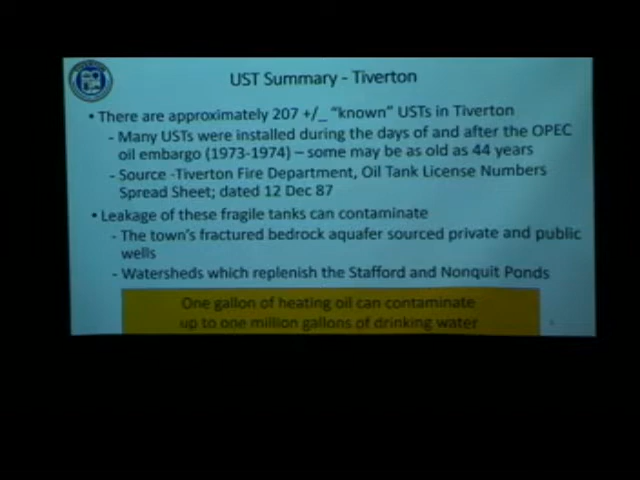 UST Summary - Tiverton
• There are approximately 207 +/_ “known” USTs in Tiverton
- Many USTs were installed during the days of and after the OPEC
oil embargo (1973-1974) – some may be as old as 44 years
- Source -Tiverton Fire Department, Oil Tank License Numbers
Spread Sheet; dated 12 Dec 87
• Leakage of these fragile tanks can contaminate
- The town's fractured bedrock aquafer sourced private and public
wells
- Watersheds which replenish the Stafford and Nonquit Ponds
One gallon of heating oil can contaminate
up to one million gallons of drinking water